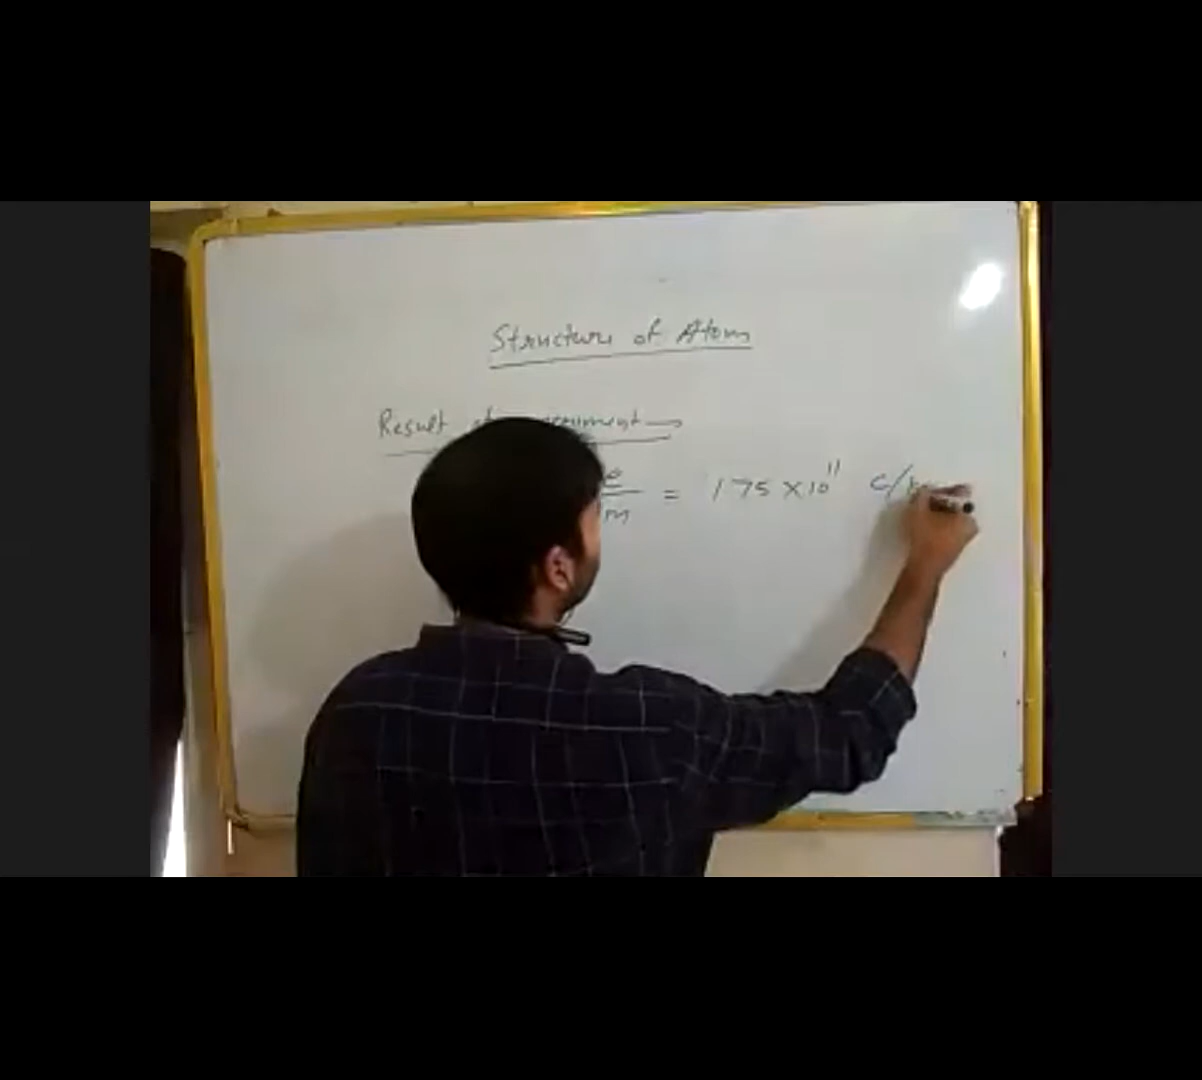 Structure of Atom
Result
e/m = 175 × 10¹¹ c/